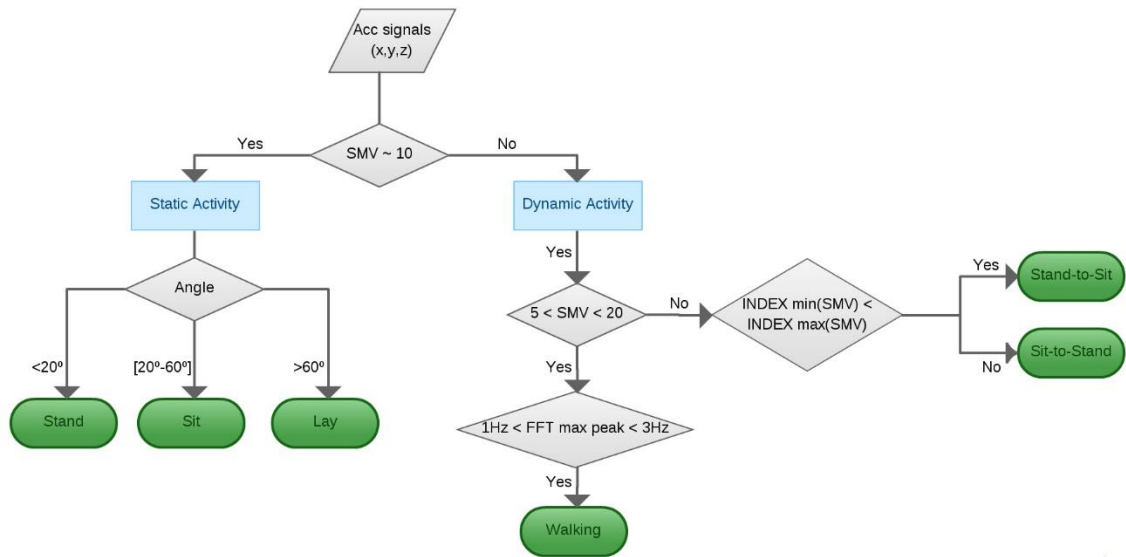 Acc signals
(x,y,z)
Yes
SMV ~ 10
No
Static Activity
Dynamic Activity
Yes
Angle
5 < SMV < 20
No
INDEX min(SMV) <
INDEX max(SMV)
Yes
Stand-to-Sit
No
Sit-to-Stand
<20º
[20º-60º]
>60º
Yes
Stand
Sit
Lay
1Hz < FFT max peak < 3Hz
Yes
Walking